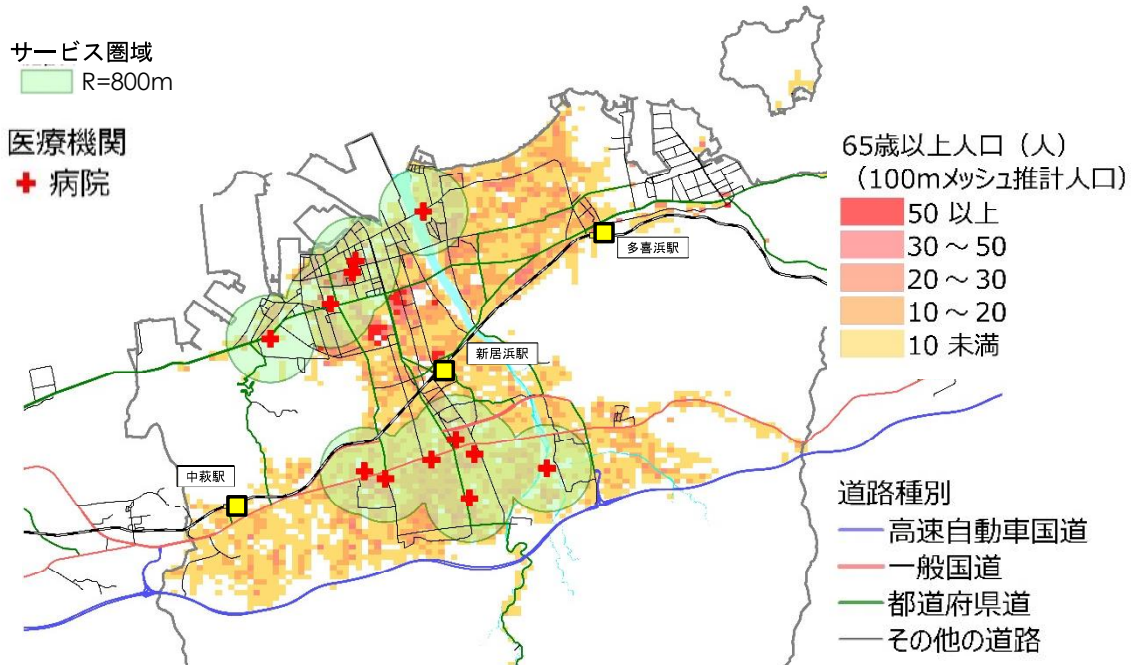 サービス圏域
R=800m
医療機関
病院
65歳以上人口（人）
（100mメッシュ推計人口）
50 以上
30～50
20～30
10～20
10 未満
多喜浜駅
新居浜駅
中萩駅
道路種別
高速自動車国道
一般国道
都道府県道
その他の道路